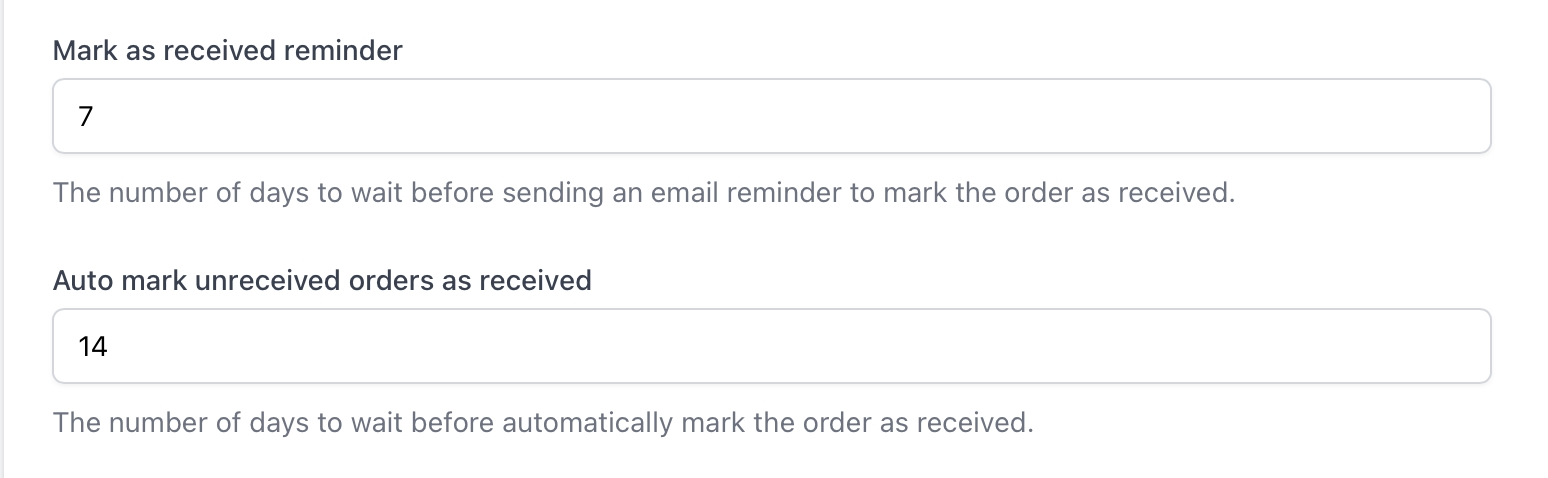 Mark as received reminder
7
The number of days to wait before sending an email reminder to mark the order as received.
Auto mark unreceived orders as received
14
The number of days to wait before automatically mark the order as received.